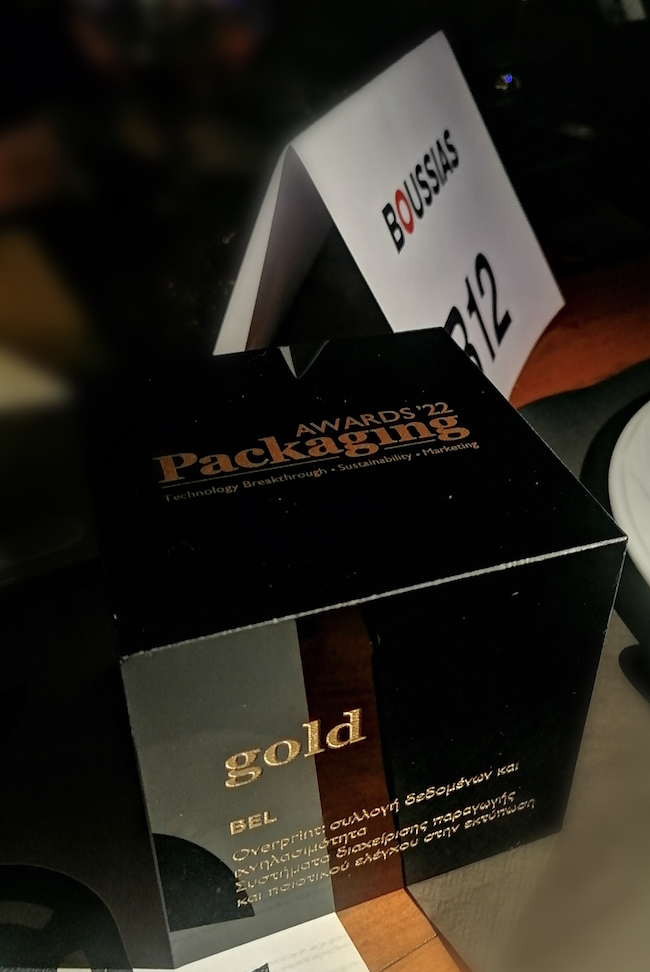 BOUSSIAS
B12
AWARDS '22
Packaging
Technology Breakthrough • Sustainability • Marketing
gold
BEL
Overprint: συλλογή δεδομένων και
ιχνηλασιμότητα
Συστήματα διαχείρισης παραγωγής
και ποιοτικού ελέγχου στην εκτύπωση